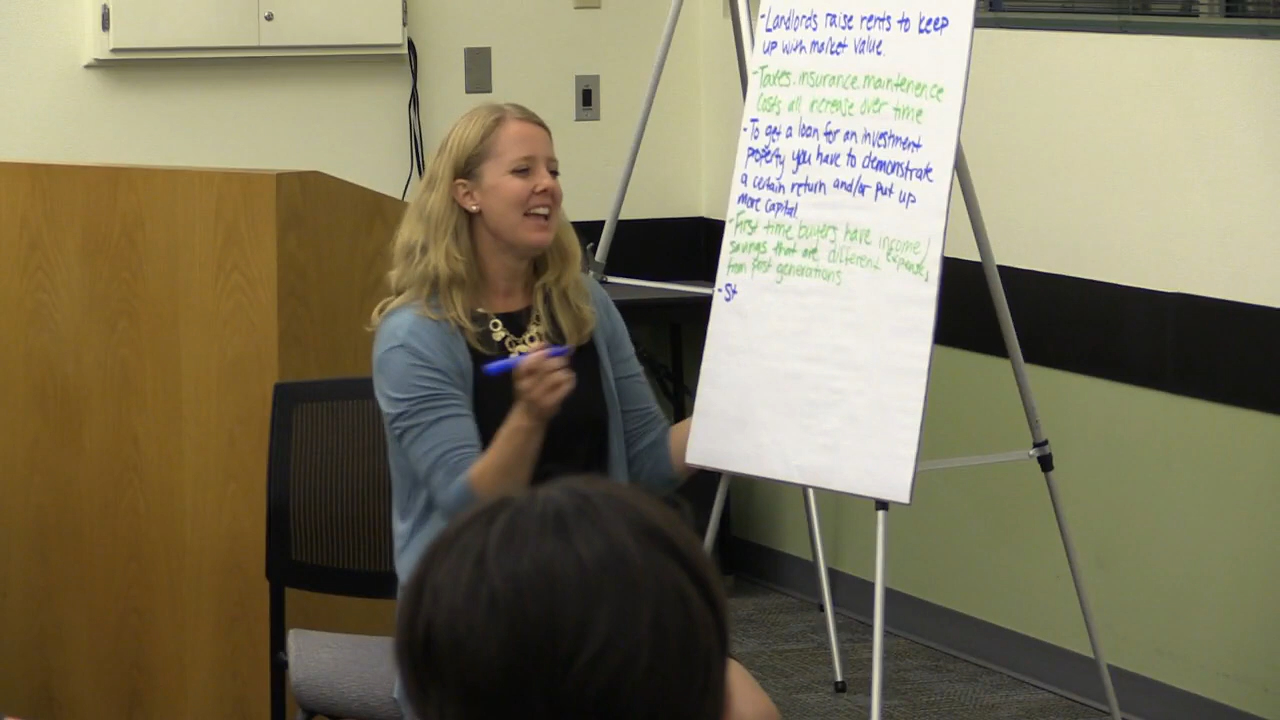 -Landlords raise rents to keep
up with market value.
-Taxes, insurance, maintenence
costs all increase over time
-To get a loan for an investment
property you have to demonstrate
a certain return and/or put up
more capital
-First time buyers have income/
savings that are different expenses,
from past generations
-St